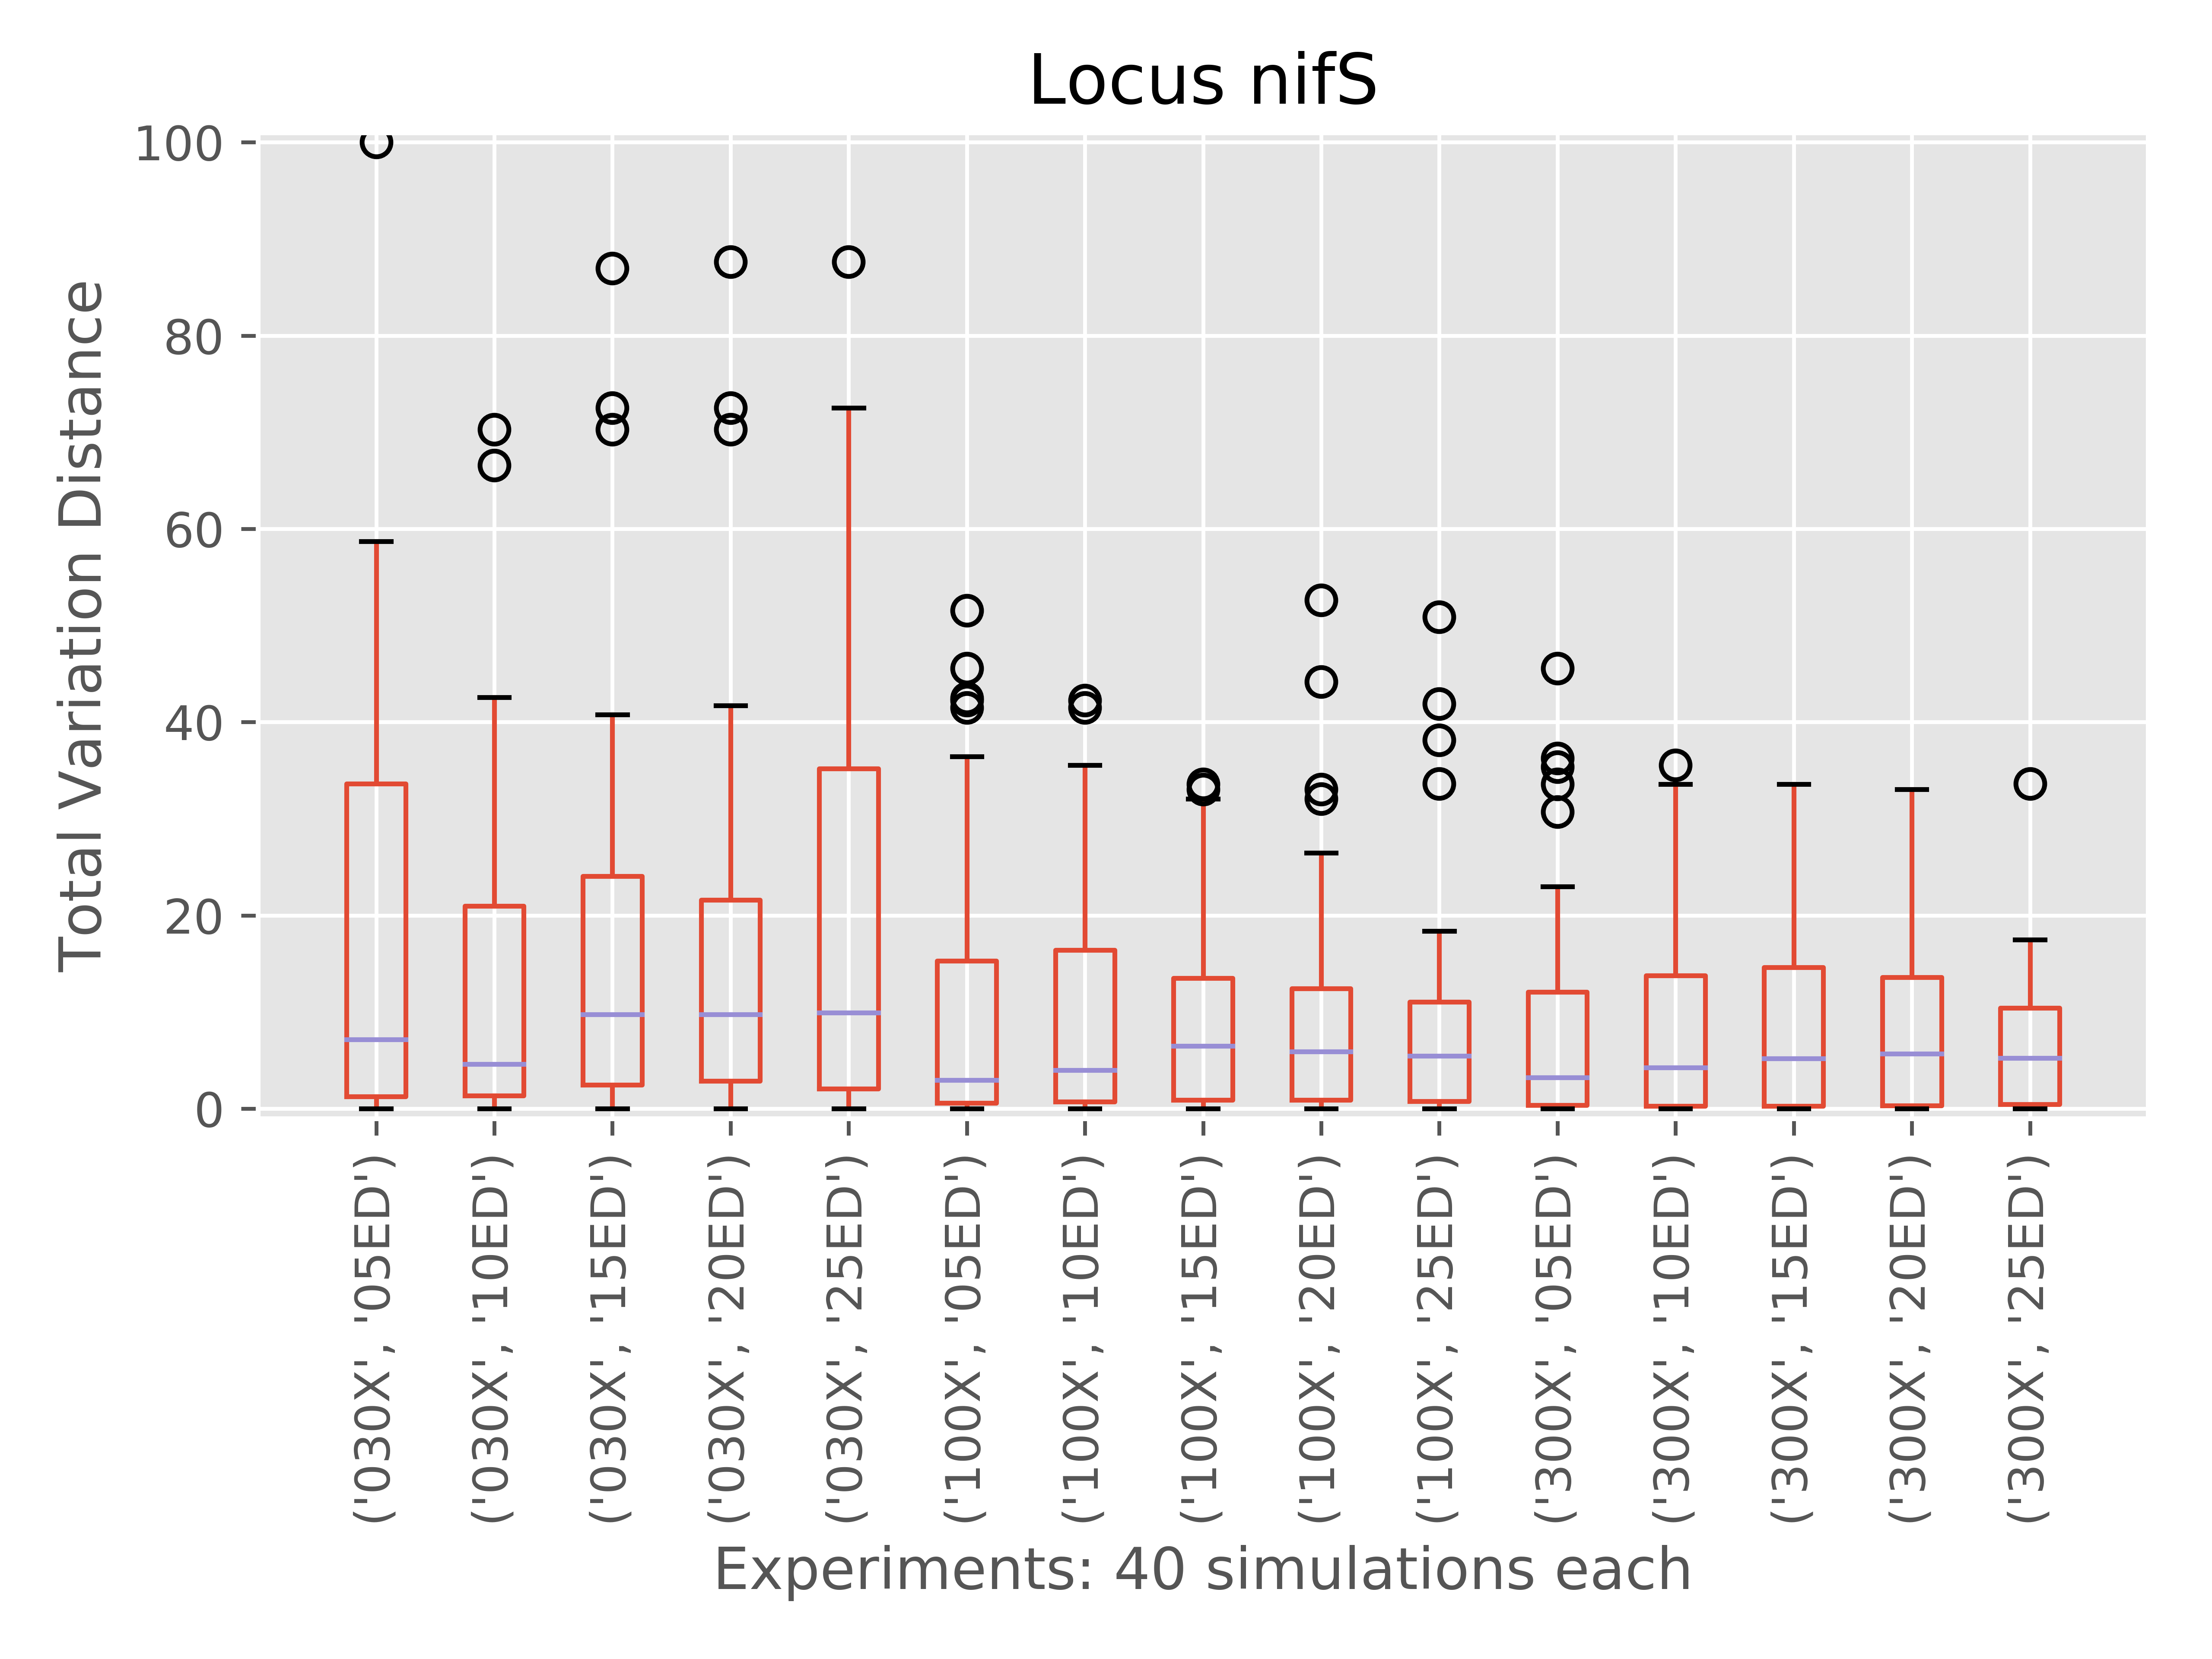 Locus nifS
Total Variation Distance
100
80
60
40
20
0
('030X', '05ED')
('030X', '10ED')
('030X', '15ED')
('030X', '20ED')
('030X', '25ED')
('100X', '05ED')
('100X', '10ED')
('100X', '15ED')
('100X', '20ED')
('100X', '25ED')
('300X', '05ED')
('300X', '10ED')
('300X', '15ED')
('300X', '20ED')
('300X', '25ED')
Experiments: 40 simulations each